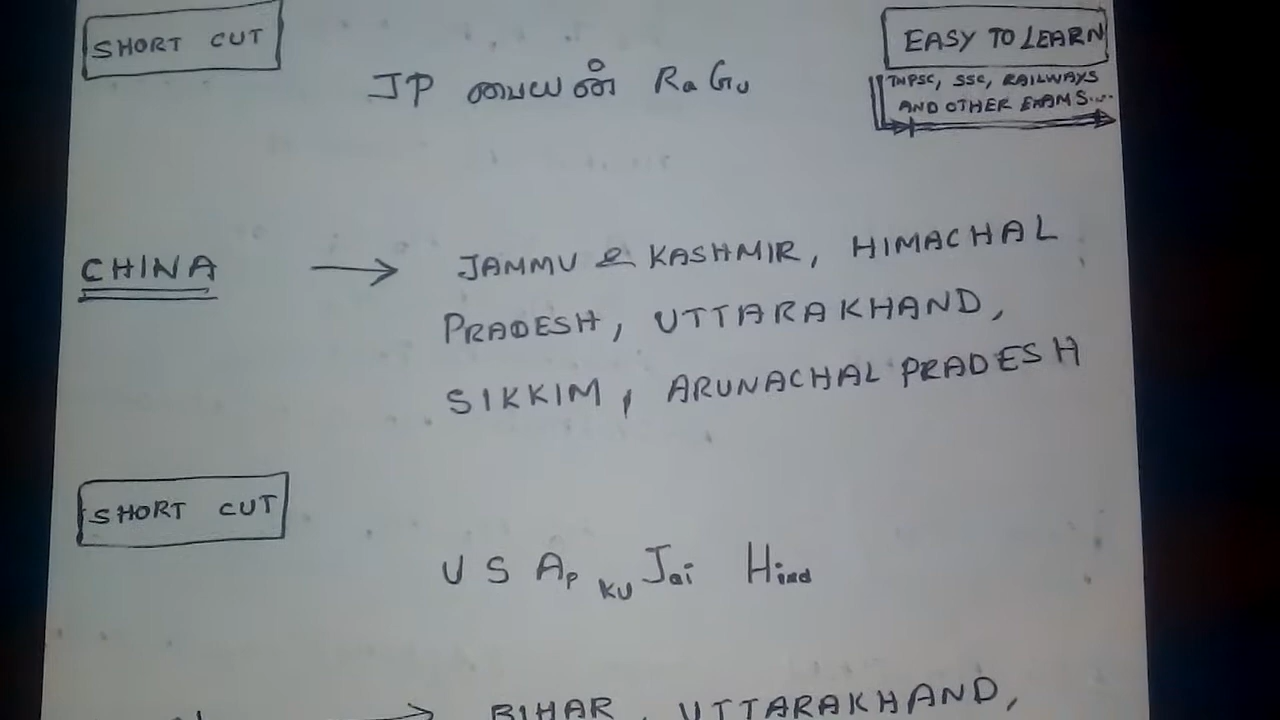 SHORT CUT
EASY TO LEARN
TNPSC, SSC, RAILWAYS
AND OTHER EXAMS....
JP பையன் RaGu
CHINA → JAMMU & KASHMIR, HIMACHAL
PRADESH, UTTARAKHAND,
SIKKIM, ARUNACHAL PRADESH
SHORT CUT
U S Ap KU Jai Hind
→ BIHAR, UTTARAKHAND,